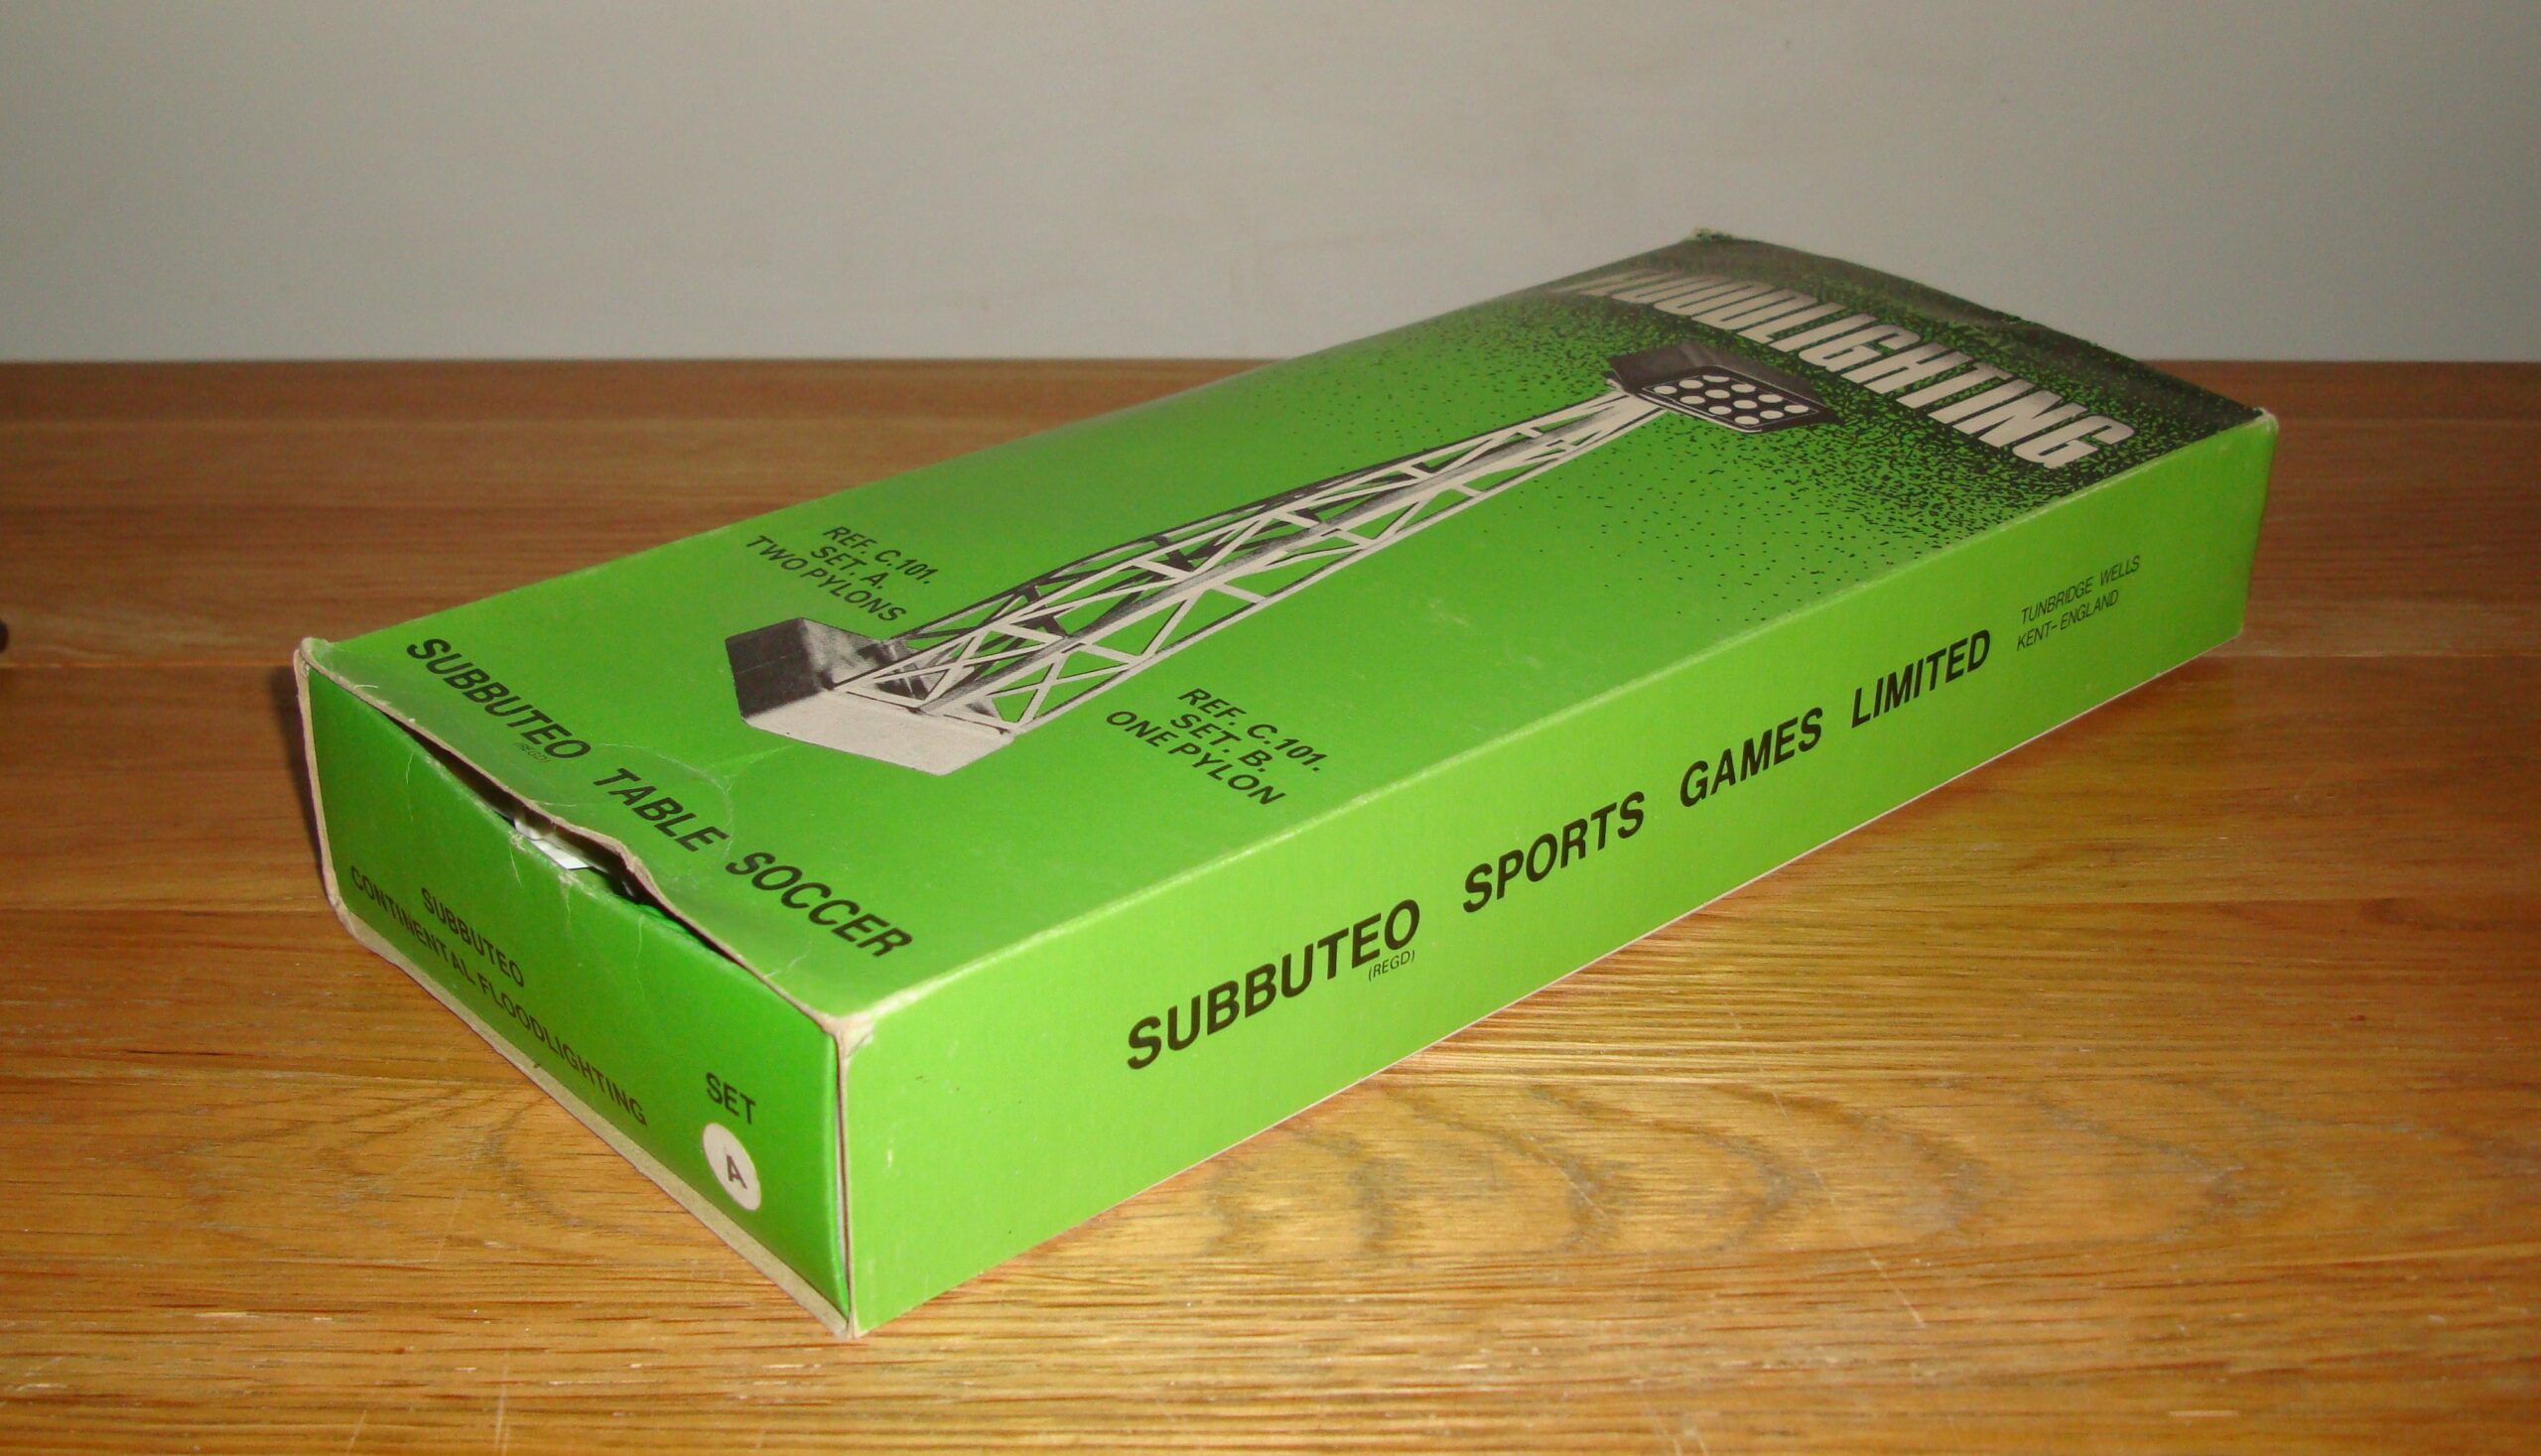 FLOODLIGHTING
REF. C.101.
SET A.
TWO PYLONS
REF. C.101.
SET. B.
ONE PYLON
SUBBUTEO TABLE SOCCER
(REGD)
SUBBUTEO
CONTINENTAL FLOODLIGHTING
SET
A
SUBBUTEO SPORTS GAMES LIMITED
(REGD)
TUNBRIDGE WELLS
KENT-ENGLAND